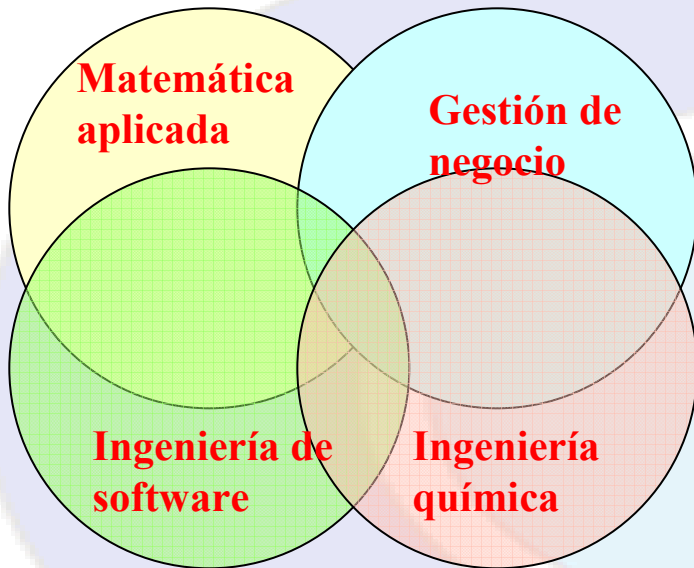 Matemática
aplicada
Gestión de
negocio
Ingeniería de
software
Ingeniería
química